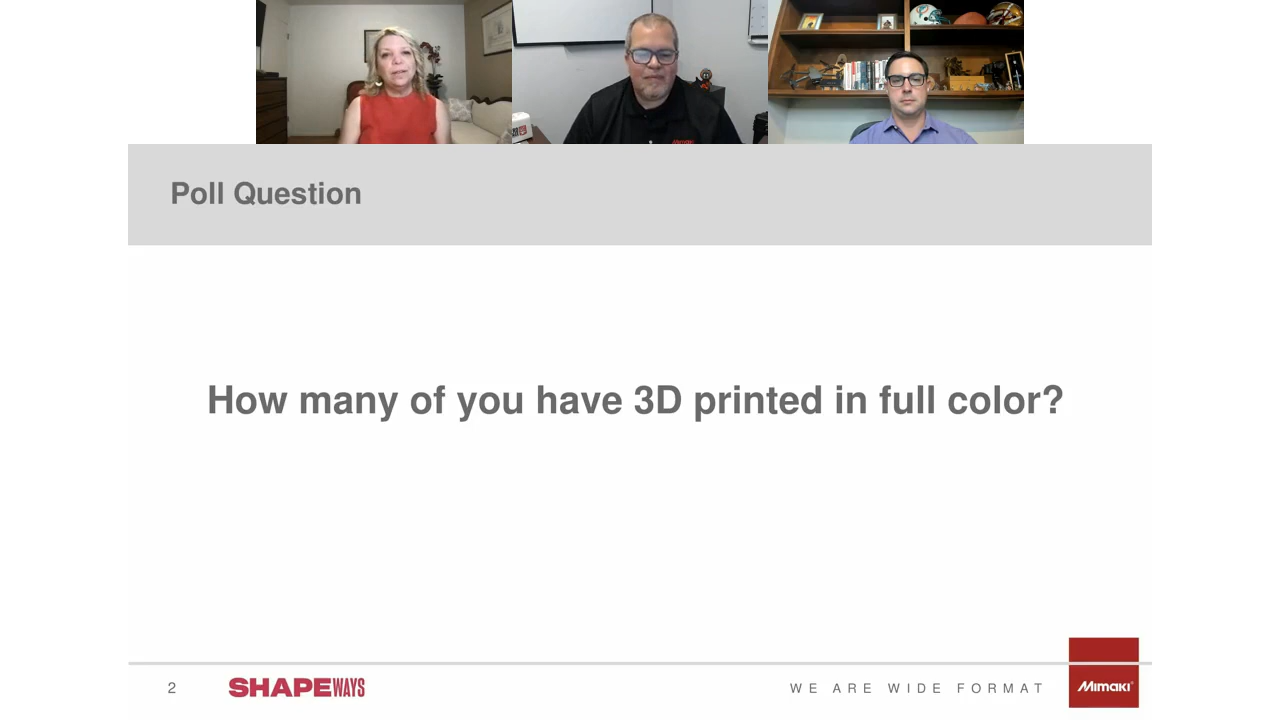 Mimaki
Poll Question
How many of you have 3D printed in full color?
2
SHAPEWAYS
WE ARE WIDE FORMAT
Mimaki